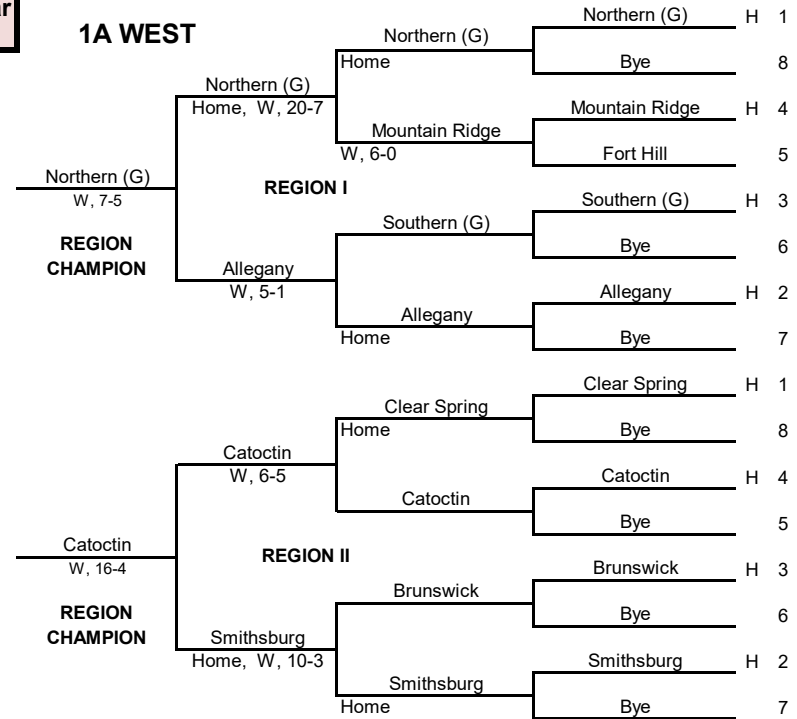 ar
1A WEST
Northern (G) H 1
Northern (G)
Home
Bye 8
Northern (G)
Home, W, 20-7
Mountain Ridge H 4
Mountain Ridge
W, 6-0
Fort Hill 5
Northern (G)
W, 7-5
REGION I
Southern (G) H 3
REGION
CHAMPION
Southern (G)
Bye 6
Allegany
W, 5-1
Allegany H 2
Allegany
Home
Bye 7
Clear Spring H 1
Clear Spring
Home
Bye 8
Catoctin
W, 6-5
Catoctin H 4
Catoctin
Bye 5
Catoctin
W, 16-4
REGION II
Brunswick H 3
REGION
CHAMPION
Brunswick
Bye 6
Smithsburg
Home, W, 10-3
Smithsburg H 2
Smithsburg
Home
Bye 7